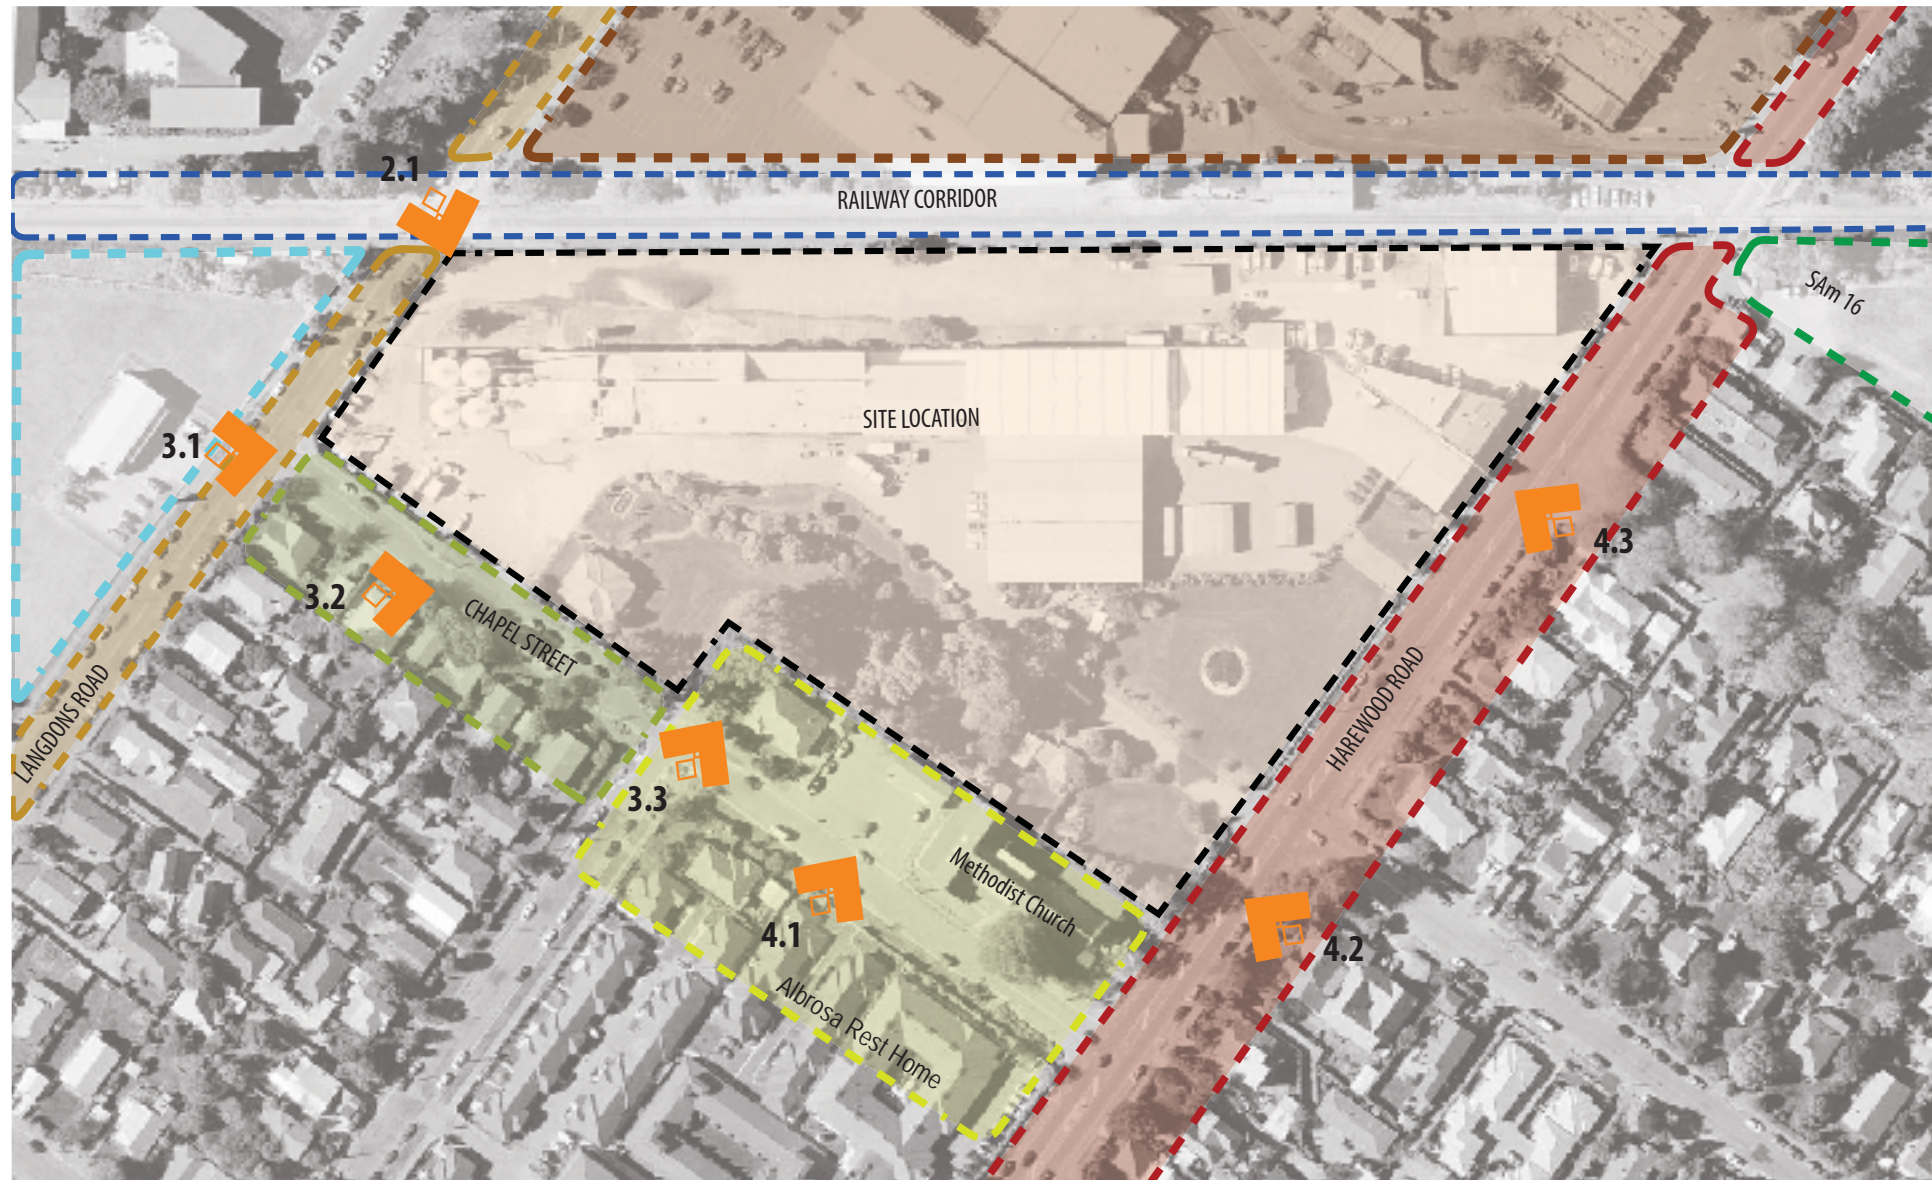 2.1
RAILWAY CORRIDOR
SAm 16
SITE LOCATION
3.1
4.3
3.2
CHAPEL STREET
LANGDONS ROAD
HAREWOOD ROAD
3.3
Methodist Church
4.1
4.2
Albrosa Rest Home